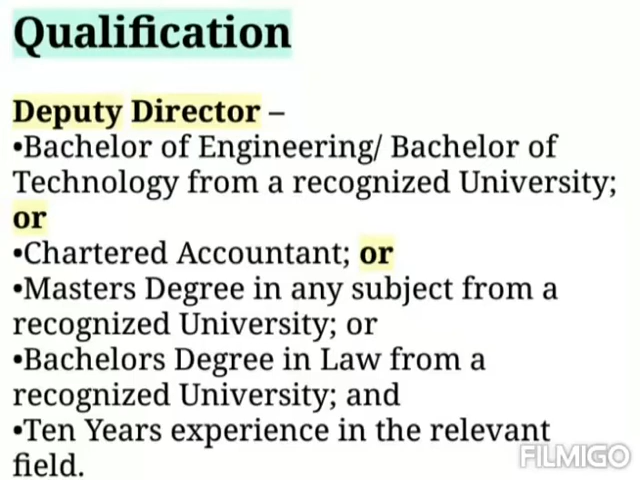 Qualification
Deputy Director –
•Bachelor of Engineering/ Bachelor of
Technology from a recognized University;
or
•Chartered Accountant; or
•Masters Degree in any subject from a
recognized University; or
•Bachelors Degree in Law from a
recognized University; and
•Ten Years experience in the relevant
field.
FILMIGO